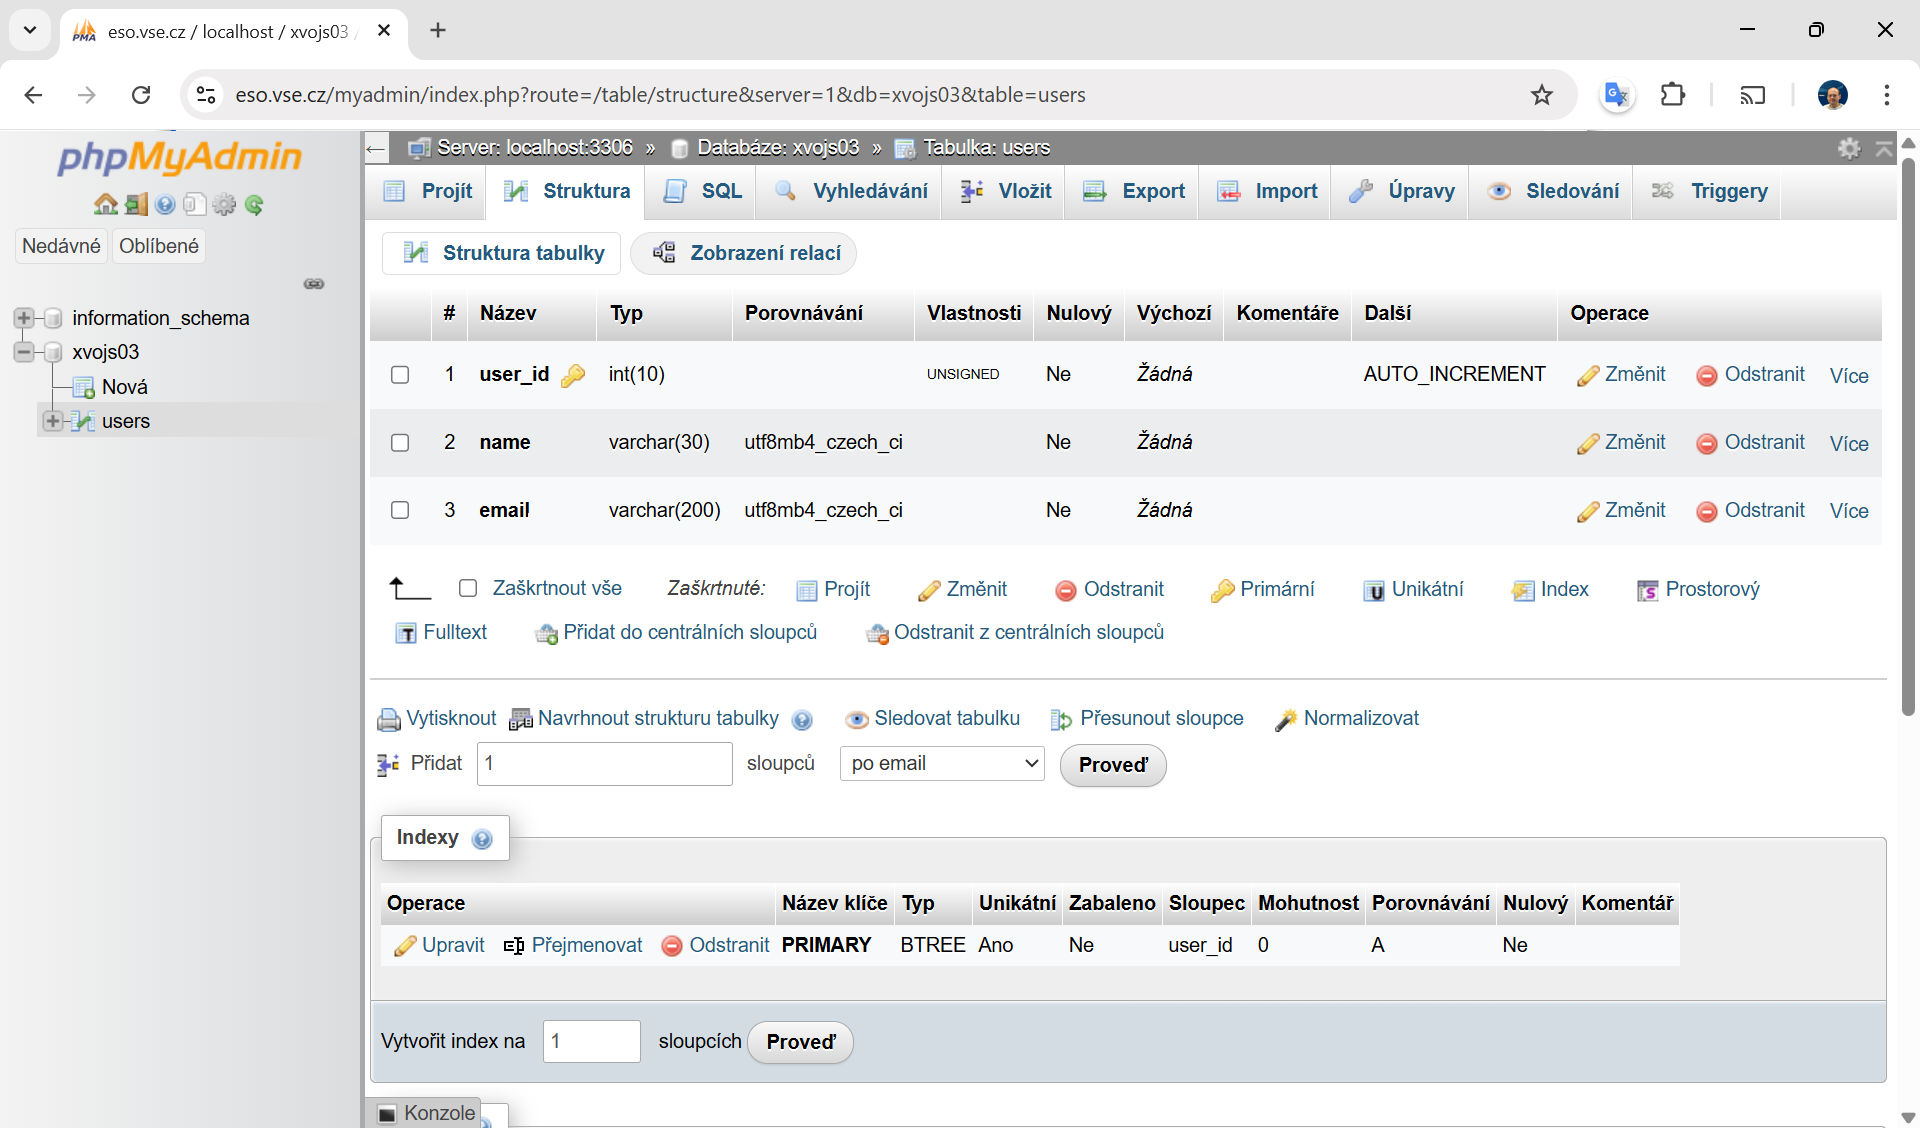 eso.vse.cz / localhost / xvojs03
eso.vse.cz/myadmin/index.php?route=/table/structure&server=1&db=xvojs03&table=users
phpMyAdmin
Nedávné Oblíbené
information_schema
xvojs03
Nová
users
Server: localhost:3306 » Databáze: xvojs03 » Tabulka: users
Projít Struktura SQL Vyhledávání Vložit Export Import Úpravy Sledování Triggery
Struktura tabulky Zobrazení relací
# Název Typ Porovnávání Vlastnosti Nulový Výchozí Komentáře Další Operace
1 user_id int(10) UNSIGNED Ne Žádná AUTO_INCREMENT Změnit Odstranit Více
2 name varchar(30) utf8mb4_czech_ci Ne Žádná Změnit Odstranit Více
3 email varchar(200) utf8mb4_czech_ci Ne Žádná Změnit Odstranit Více
Zaškrtnout vše Zaškrtnuté: Projít Změnit Odstranit Primární Unikátní Index Prostorový
Fulltext Přidat do centrálních sloupců Odstranit z centrálních sloupců
Vytisknout Navrhnout strukturu tabulky Sledovat tabulku Přesunout sloupce Normalizovat
Přidat 1 sloupců po email Proveď
Indexy
Operace Název klíče Typ Unikátní Zabaleno Sloupec Mohutnost Porovnávání Nulový Komentář
Upravit Přejmenovat Odstranit PRIMARY BTREE Ano Ne user_id 0 A Ne
Vytvořit index na 1 sloupcích Proveď
Konzole